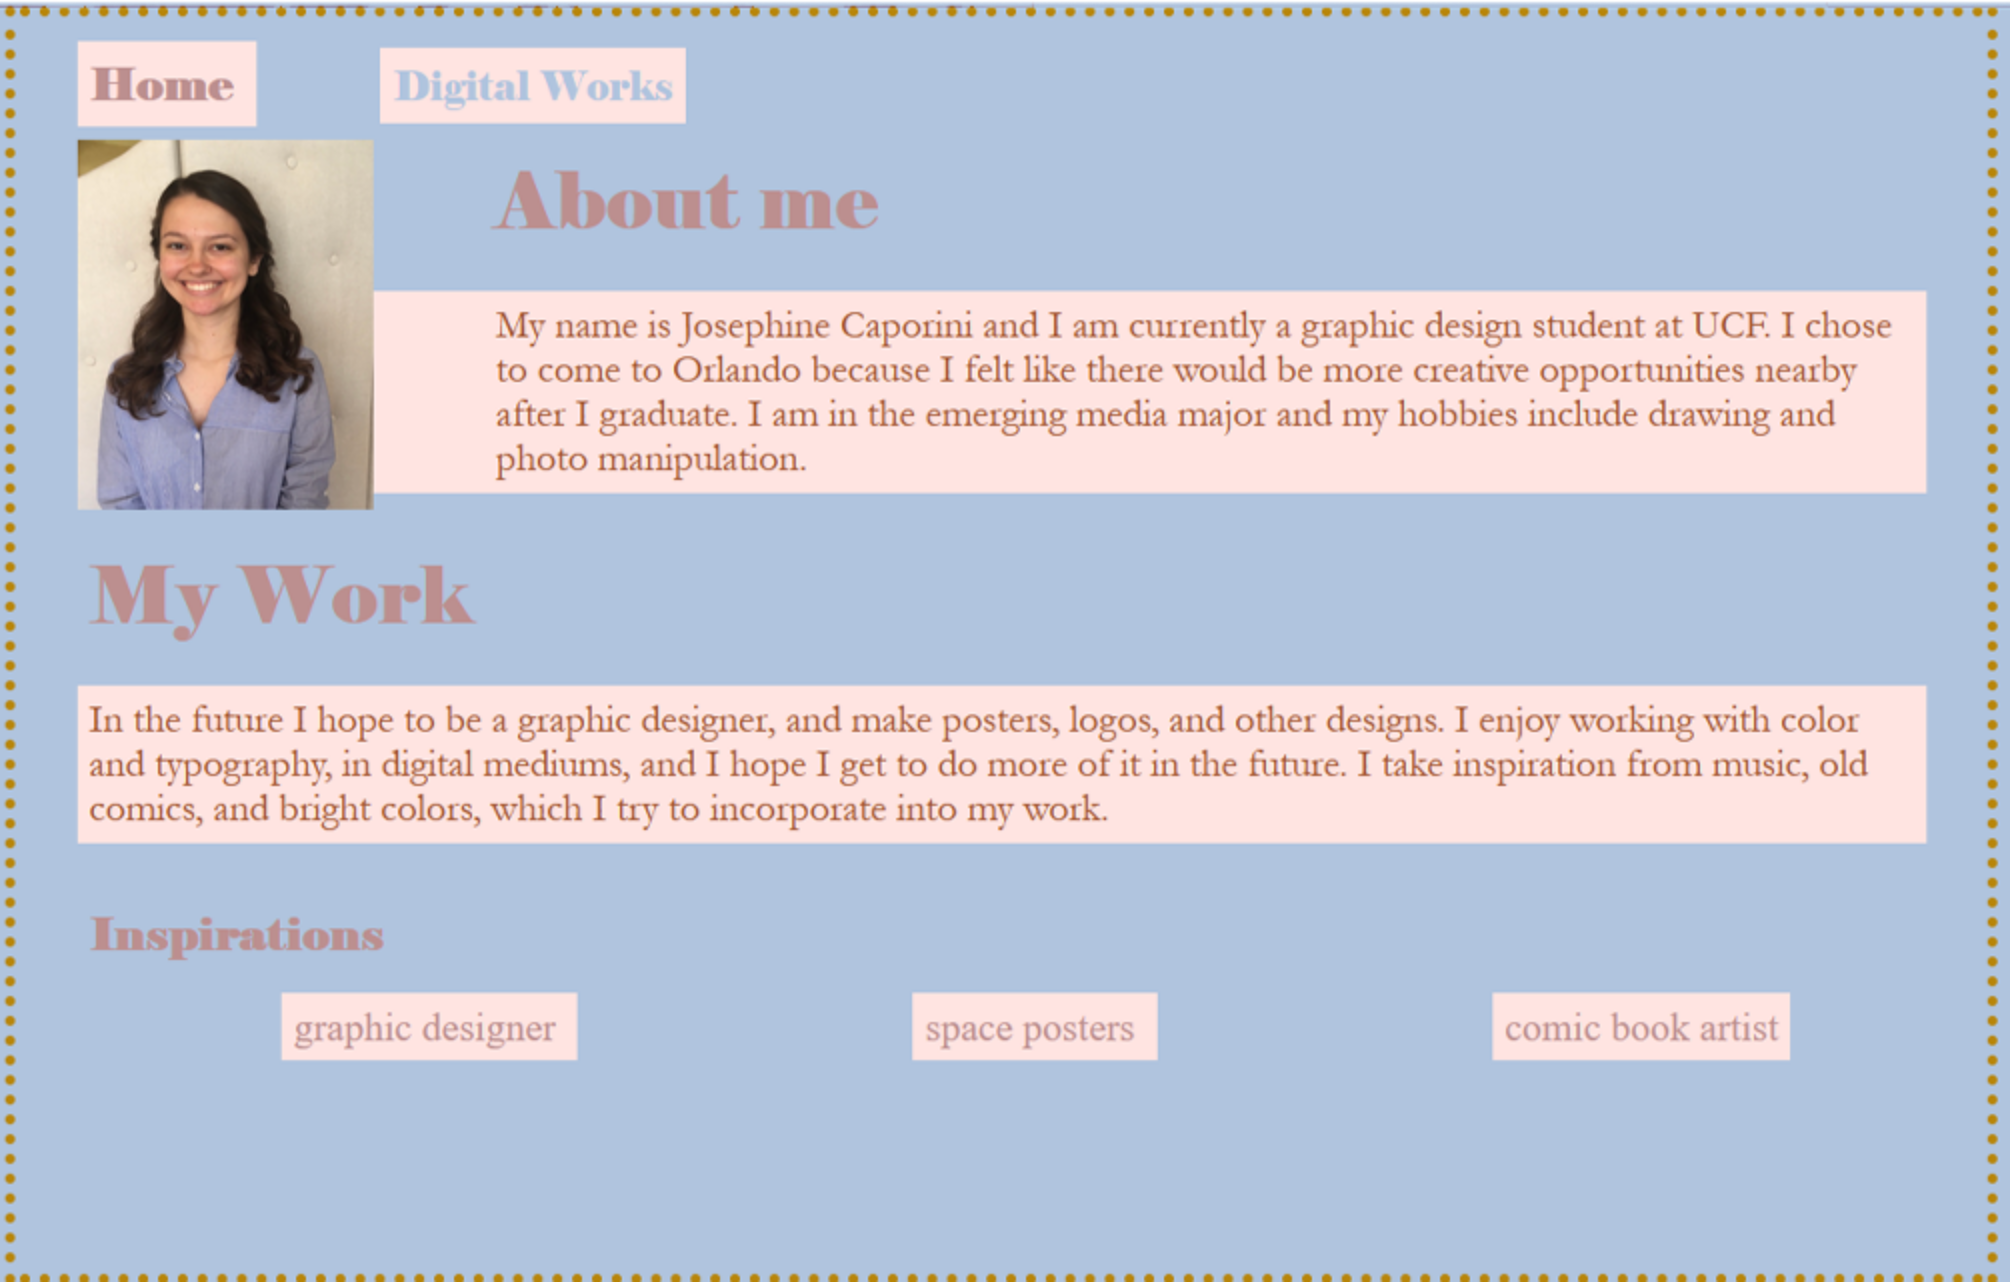 Home
Digital Works
About me
My name is Josephine Caporini and I am currently a graphic design student at UCF. I chose
to come to Orlando because I felt like there would be more creative opportunities nearby
after I graduate. I am in the emerging media major and my hobbies include drawing and
photo manipulation.
My Work
In the future I hope to be a graphic designer, and make posters, logos, and other designs. I enjoy working with color
and typography, in digital mediums, and I hope I get to do more of it in the future. I take inspiration from music, old
comics, and bright colors, which I try to incorporate into my work.
Inspirations
graphic designer
space posters
comic book artist